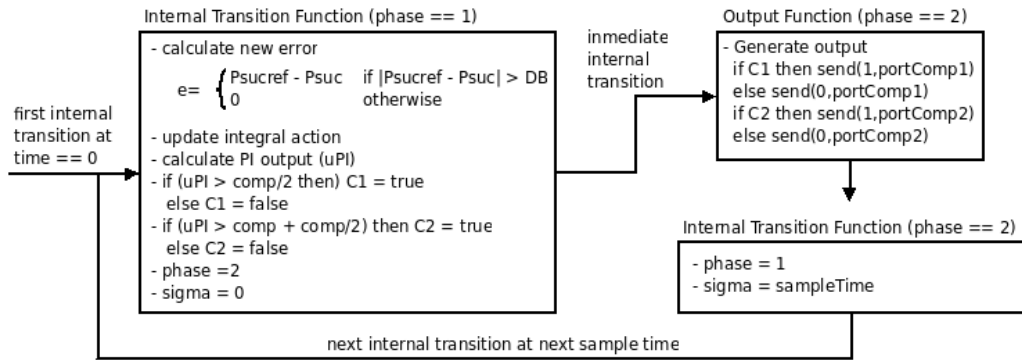 Internal Transition Function (phase == 1)
- calculate new error
e= { Psucref - Psuc if |Psucref - Psuc| > DB
0 otherwise
- update integral action
- calculate PI output (uPI)
- if (uPI > comp/2 then) C1 = true
else C1 = false
- if (uPI > comp + comp/2) then C2 = true
else C2 = false
- phase =2
- sigma = 0
first internal
transition at
time == 0
inmediate
internal
transition
Output Function (phase == 2)
- Generate output
if C1 then send(1,portComp1)
else send(0,portComp1)
if C2 then send(1,portComp2)
else send(0,portComp2)
Internal Transition Function (phase == 2)
- phase = 1
- sigma = sampleTime
next internal transition at next sample time